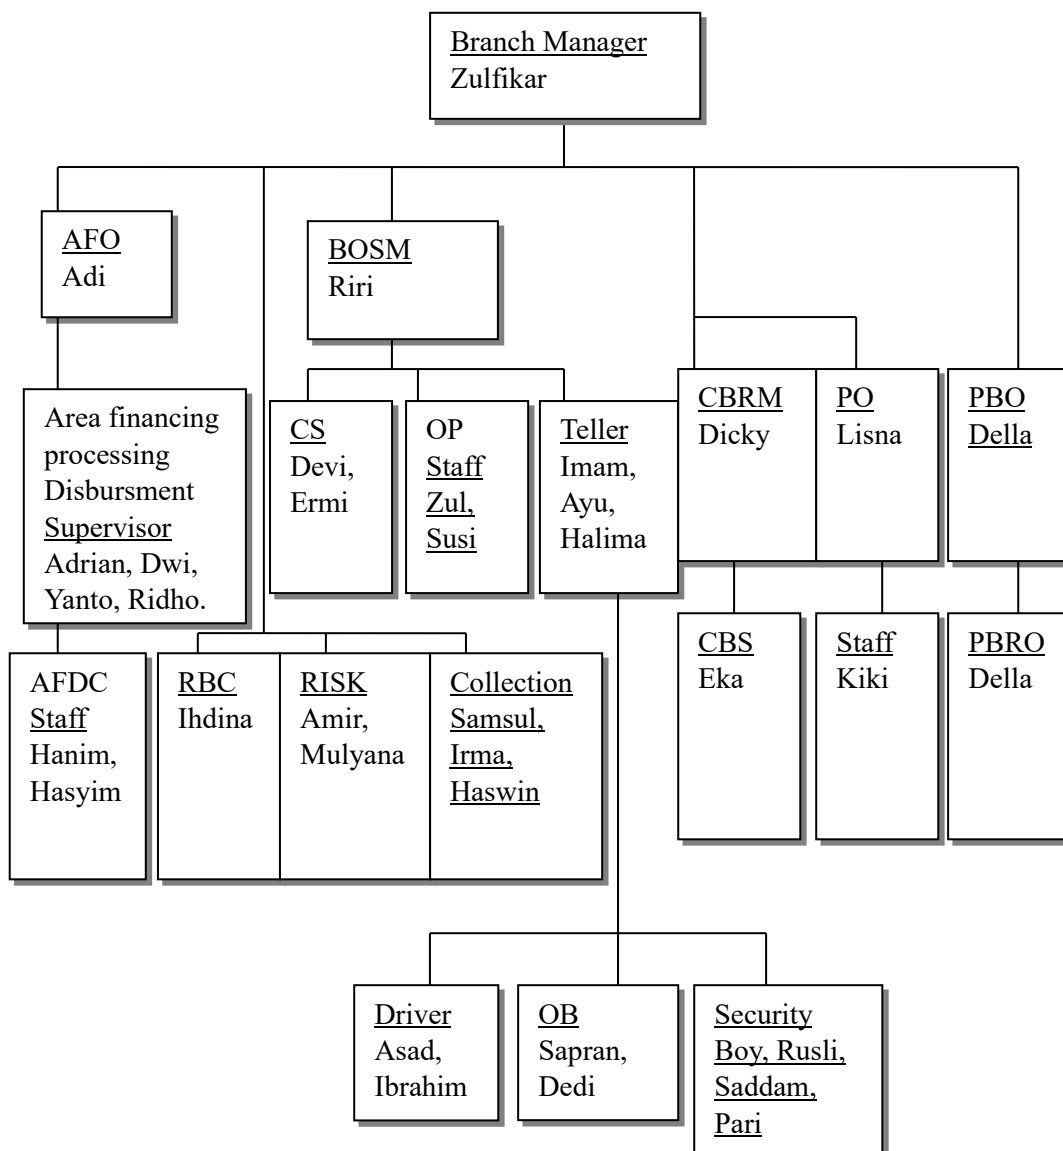 Branch Manager
Zulfikar
AFO
Adi
BOSM
Riri
Area financing
processing
Disbursment
Supervisor
Adrian, Dwi,
Yanto, Ridho.
CS
Devi,
Ermi
OP
Staff
Zul,
Susi
Teller
Imam,
Ayu,
Halima
CBRM
Dicky
PO
Lisna
PBO
Della
AFDC
Staff
Hanim,
Hasyim
RBC
Ihdina
RISK
Amir,
Mulyana
Collection
Samsul,
Irma,
Haswin
CBS
Eka
Staff
Kiki
PBRO
Della
Driver
Asad,
Ibrahim
OB
Sapran,
Dedi
Security
Boy, Rusli,
Saddam,
Pari